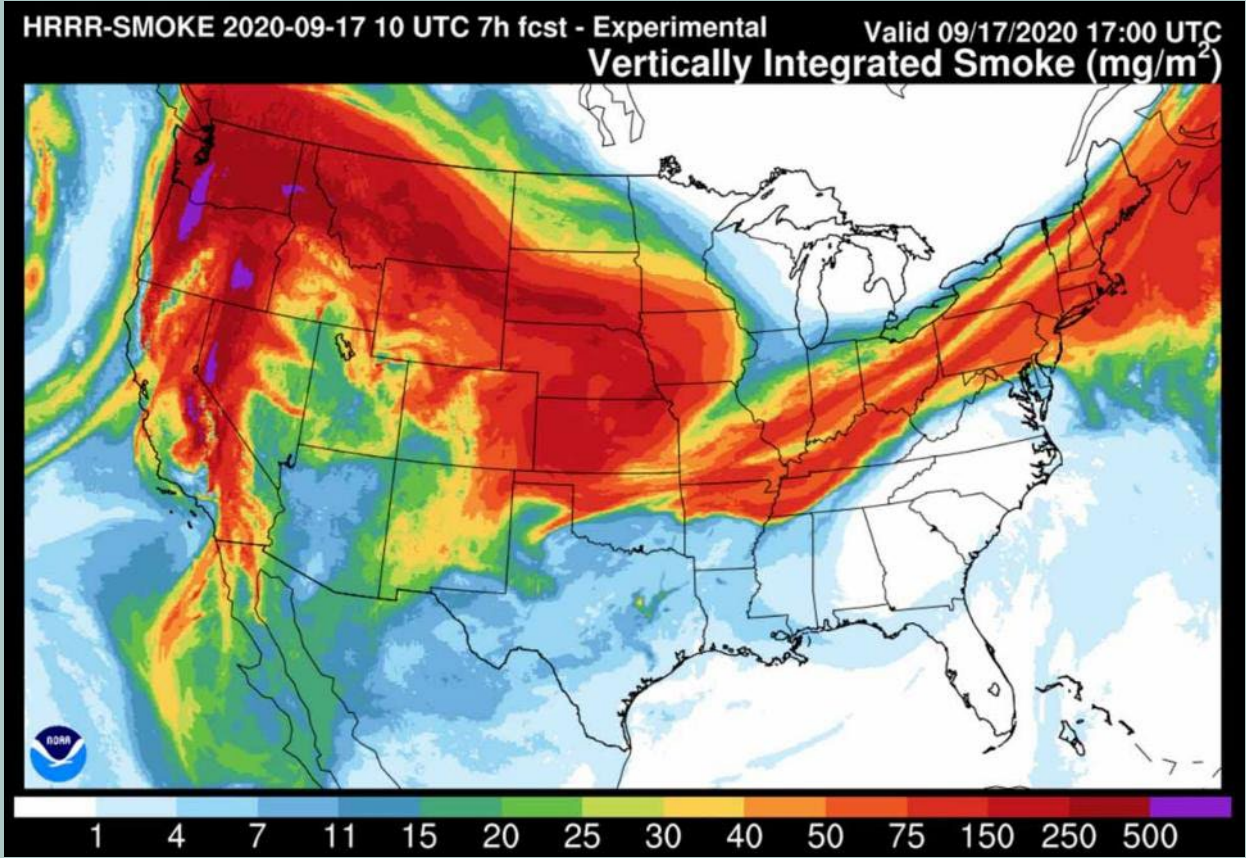 HRRR-SMOKE 2020-09-17 10 UTC 7h fcst - Experimental
Valid 09/17/2020 17:00 UTC
Vertically Integrated Smoke (mg/m²)
NOAA
1 4 7 11 15 20 25 30 40 50 75 150 250 500